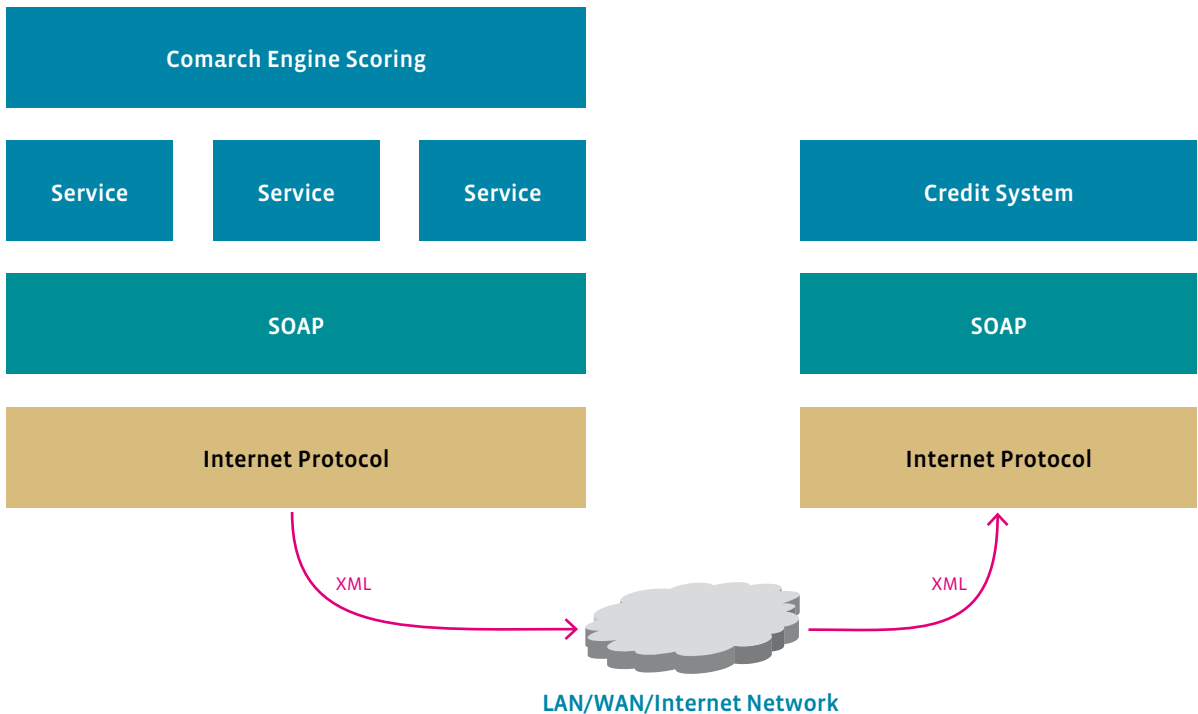 Comarch Engine Scoring
Service
Service
Service
Credit System
SOAP
SOAP
Internet Protocol
Internet Protocol
XML
XML
LAN/WAN/Internet Network